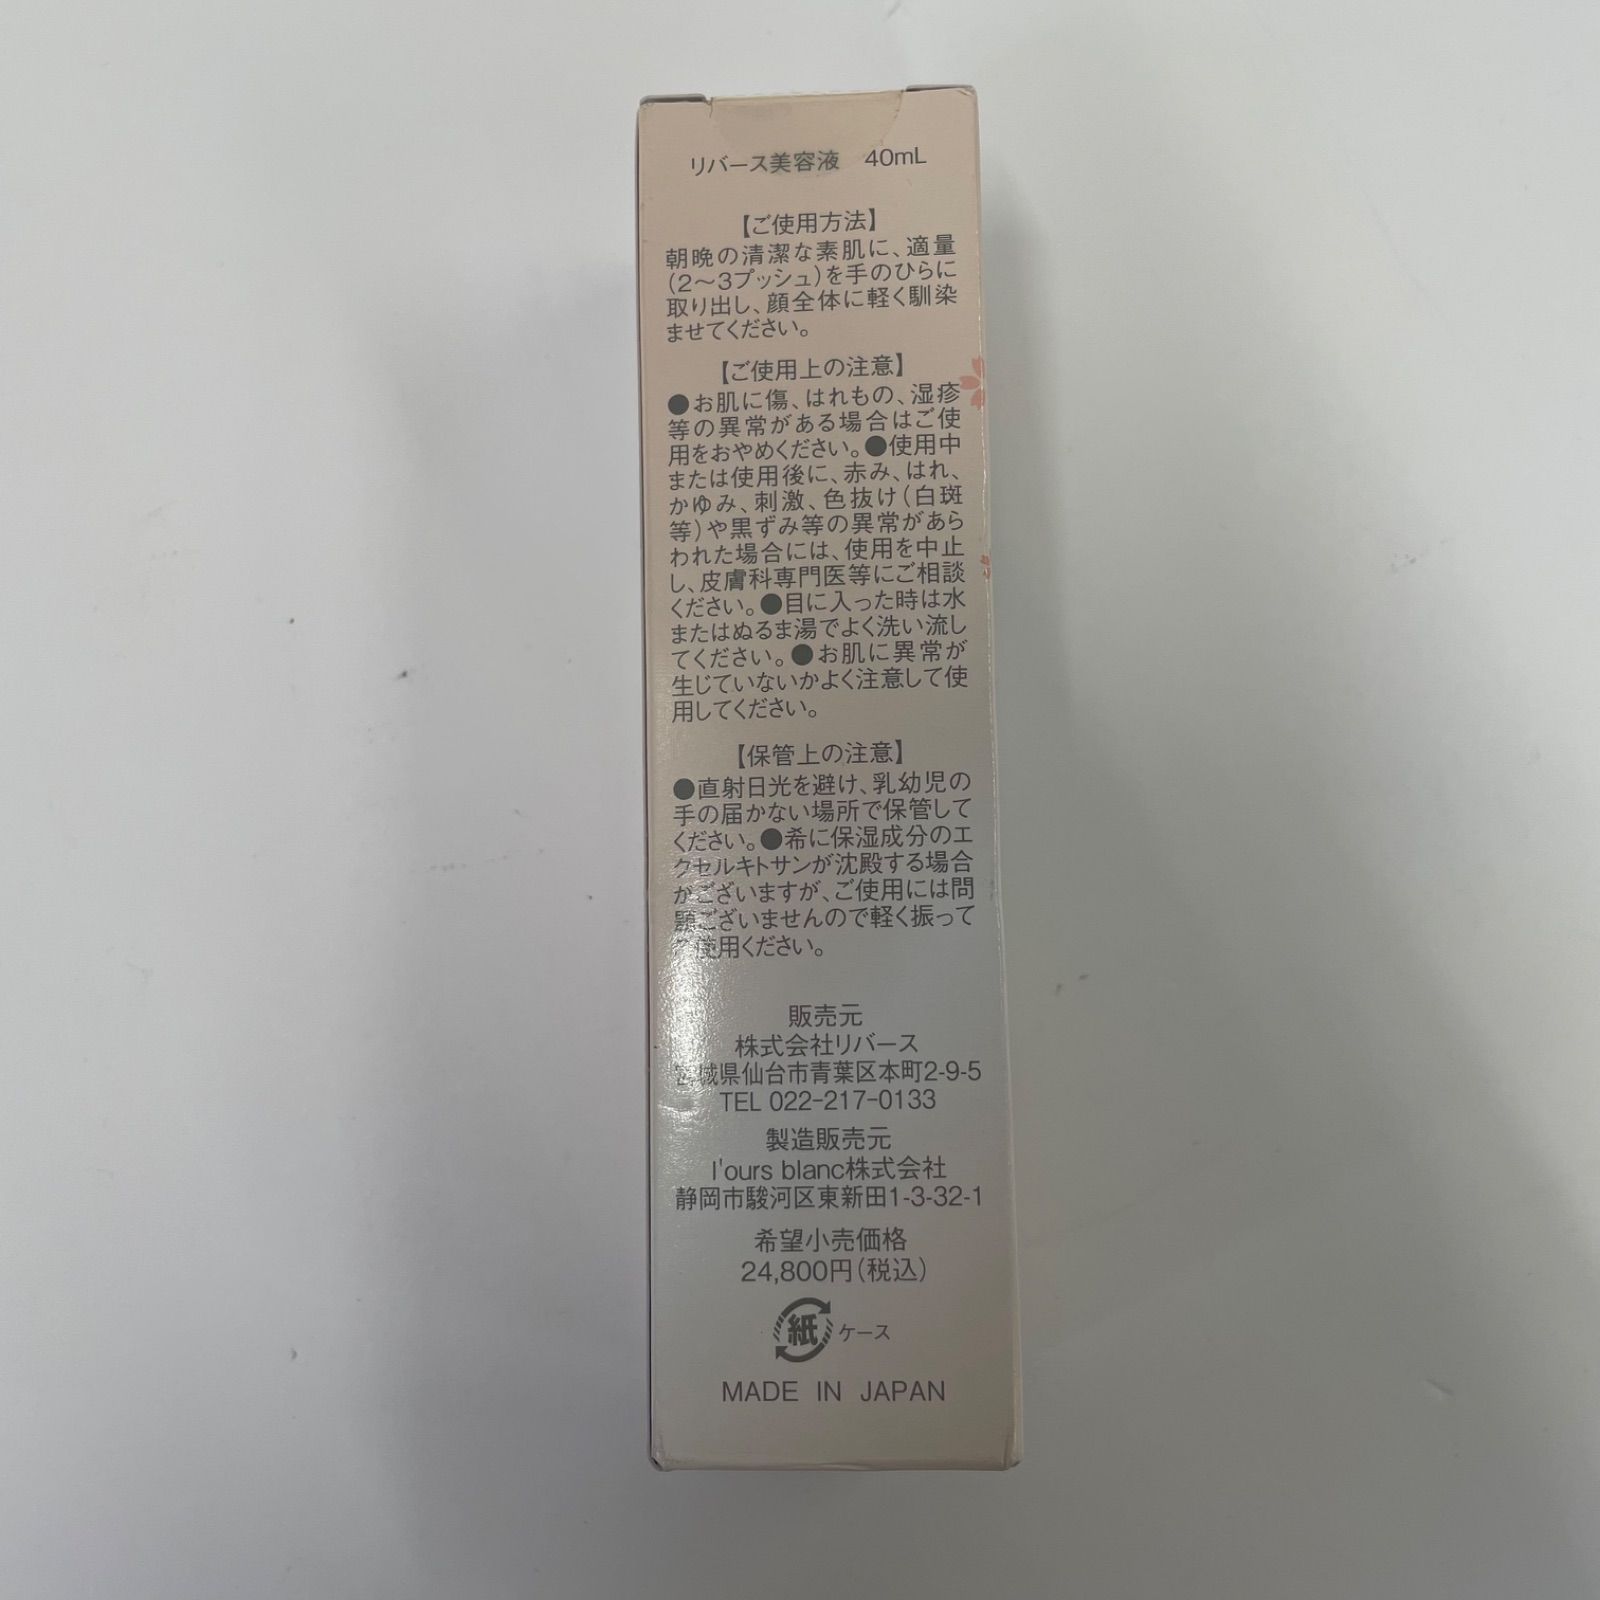 リバース美容液　40mL
【ご使用方法】
朝晩の清潔な素肌に、適量
(2〜3プッシュ)を手のひらに
取り出し、顔全体に軽く馴染
ませてください。
【ご使用上の注意】
●お肌に傷、はれもの、湿疹
等の異常がある場合はご使
用をおやめください。●使用中
または使用後に、赤み、はれ、
かゆみ、刺激、色抜け(白斑
等)や黒ずみ等の異常があら
われた場合には、使用を中止
し、皮膚科専門医等にご相談
ください。●目に入った時は水
またはぬるま湯でよく洗い流し
てください。●お肌に異常が
生じていないかよく注意して使
用してください。
【保管上の注意】
●直射日光を避け、乳幼児の
手の届かない場所で保管して
ください。●希に保湿成分のエ
クセルキトサンが沈殿する場合
がございますが、ご使用には問
題ございませんので軽く振って
ご使用ください。
販売元
株式会社リバース
宮城県仙台市青葉区本町2-9-5
TEL 022-217-0133
製造販売元
l'ours blanc株式会社
静岡市駿河区東新田1-3-32-1
希望小売価格
24,800円(税込)
紙 ケース
MADE IN JAPAN